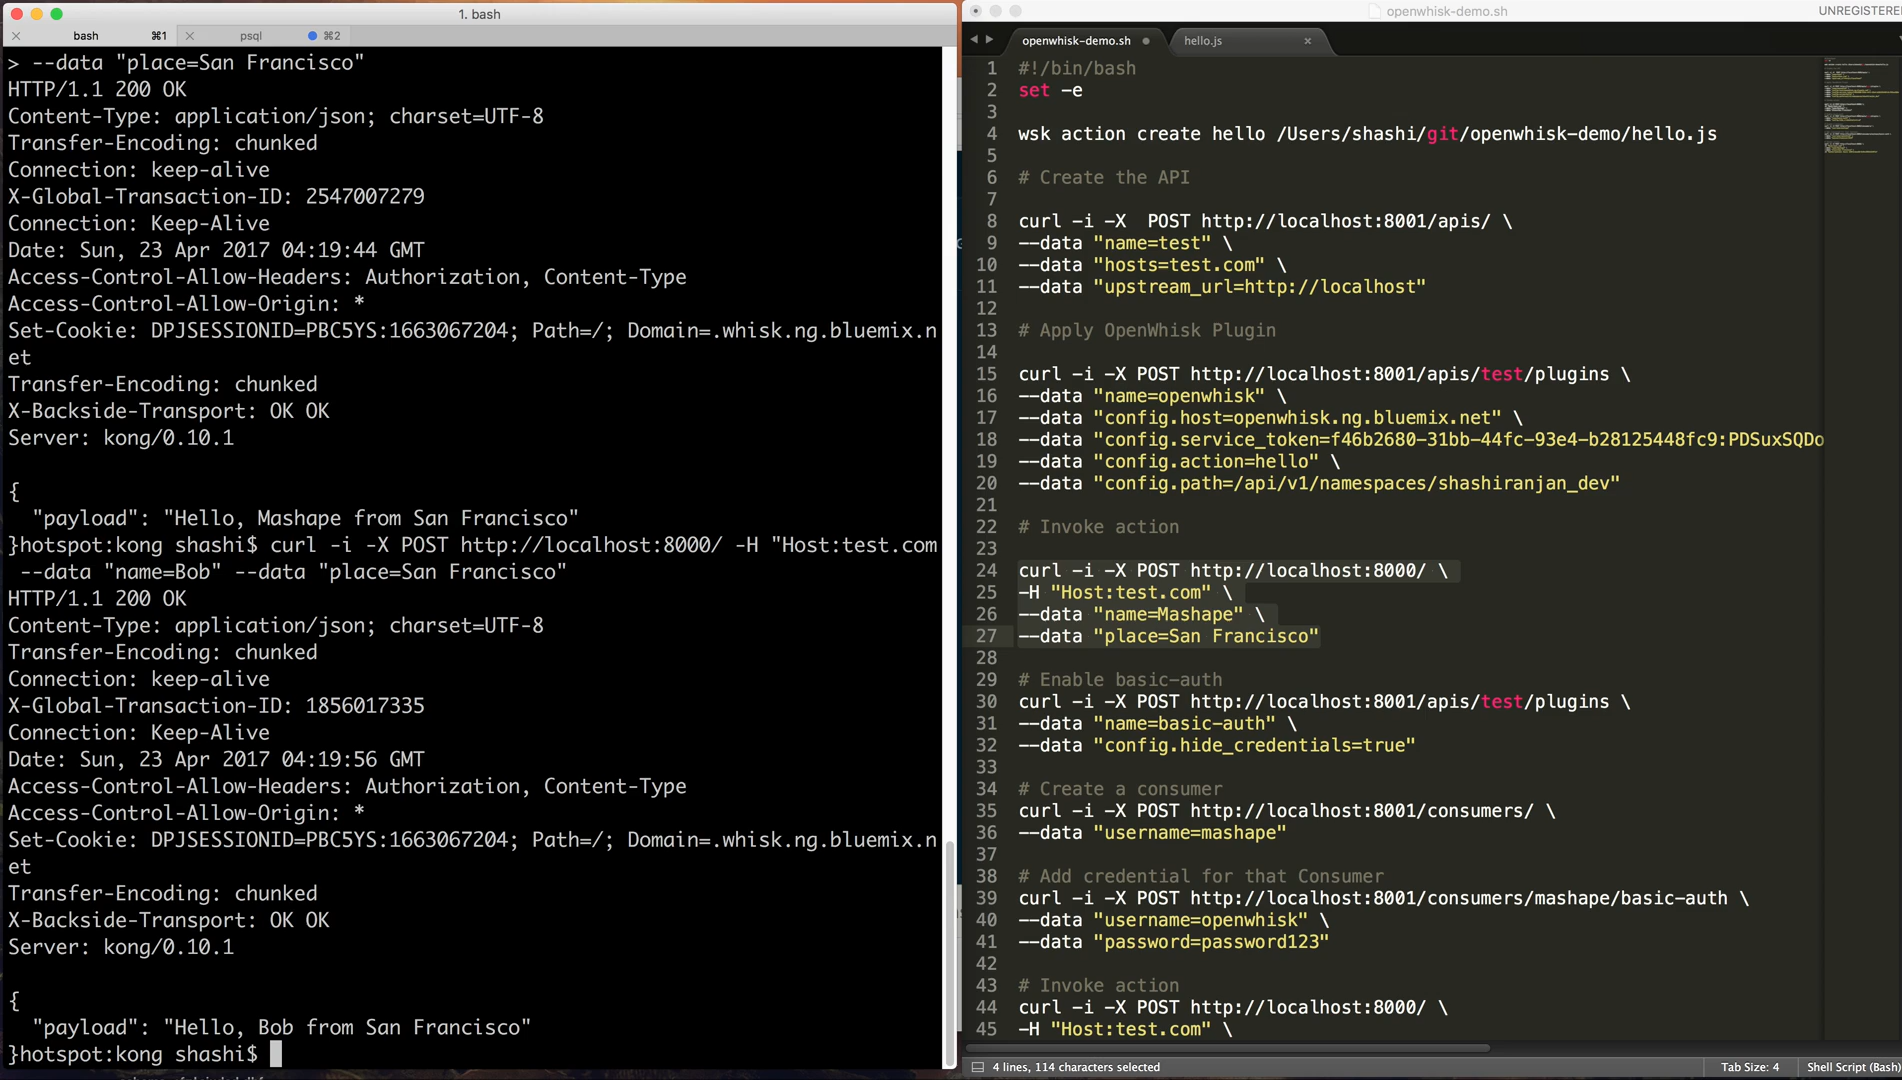 1. bash
bash ⌘1 psql ⌘2
> --data "place=San Francisco"
HTTP/1.1 200 OK
Content-Type: application/json; charset=UTF-8
Transfer-Encoding: chunked
Connection: keep-alive
X-Global-Transaction-ID: 2547007279
Connection: Keep-Alive
Date: Sun, 23 Apr 2017 04:19:44 GMT
Access-Control-Allow-Headers: Authorization, Content-Type
Access-Control-Allow-Origin: *
Set-Cookie: DPJSESSIONID=PBC5YS:1663067204; Path=/; Domain=.whisk.ng.bluemix.n
et
Transfer-Encoding: chunked
X-Backside-Transport: OK OK
Server: kong/0.10.1
{
"payload": "Hello, Mashape from San Francisco"
}hotspot:kong shashi$ curl -i -X POST http://localhost:8000/ -H "Host:test.com
--data "name=Bob" --data "place=San Francisco"
HTTP/1.1 200 OK
Content-Type: application/json; charset=UTF-8
Transfer-Encoding: chunked
Connection: keep-alive
X-Global-Transaction-ID: 1856017335
Connection: Keep-Alive
Date: Sun, 23 Apr 2017 04:19:56 GMT
Access-Control-Allow-Headers: Authorization, Content-Type
Access-Control-Allow-Origin: *
Set-Cookie: DPJSESSIONID=PBC5YS:1663067204; Path=/; Domain=.whisk.ng.bluemix.n
et
Transfer-Encoding: chunked
X-Backside-Transport: OK OK
Server: kong/0.10.1
{
"payload": "Hello, Bob from San Francisco"
}hotspot:kong shashi$
openwhisk-demo.sh UNREGISTERE
openwhisk-demo.sh hello.js
1 #!/bin/bash
2 set -e
3
4 wsk action create hello /Users/shashi/git/openwhisk-demo/hello.js
5
6 # Create the API
7
8 curl -i -X  POST http://localhost:8001/apis/ \
9 --data "name=test" \
10 --data "hosts=test.com" \
11 --data "upstream_url=http://localhost"
12
13 # Apply OpenWhisk Plugin
14
15 curl -i -X POST http://localhost:8001/apis/test/plugins \
16 --data "name=openwhisk" \
17 --data "config.host=openwhisk.ng.bluemix.net" \
18 --data "config.service_token=f46b2680-31bb-44fc-93e4-b28125448fc9:PDSuxSQDo
19 --data "config.action=hello" \
20 --data "config.path=/api/v1/namespaces/shashiranjan_dev"
21
22 # Invoke action
23
24 curl -i -X POST http://localhost:8000/ \
25 -H "Host:test.com" \
26 --data "name=Mashape" \
27 --data "place=San Francisco"
28
29 # Enable basic-auth
30 curl -i -X POST http://localhost:8001/apis/test/plugins \
31 --data "name=basic-auth" \
32 --data "config.hide_credentials=true"
33
34 # Create a consumer
35 curl -i -X POST http://localhost:8001/consumers/ \
36 --data "username=mashape"
37
38 # Add credential for that Consumer
39 curl -i -X POST http://localhost:8001/consumers/mashape/basic-auth \
40 --data "username=openwhisk" \
41 --data "password=password123"
42
43 # Invoke action
44 curl -i -X POST http://localhost:8000/ \
45 -H "Host:test.com" \
4 lines, 114 characters selected Tab Size: 4 Shell Script (Bash)